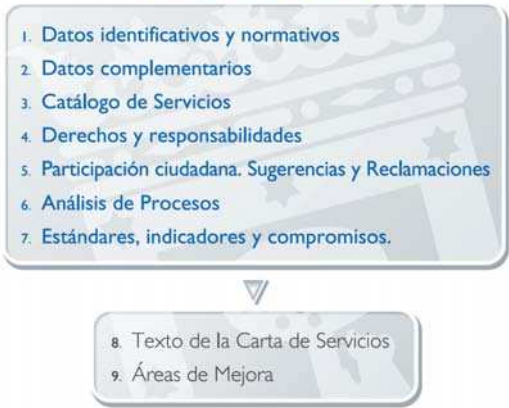 1. Datos identificativos y normativos
2. Datos complementarios
3. Catálogo de Servicios
4. Derechos y responsabilidades
5. Participación ciudadana. Sugerencias y Reclamaciones
6. Análisis de Procesos
7. Estándares, indicadores y compromisos.
8. Texto de la Carta de Servicios
9. Áreas de Mejora